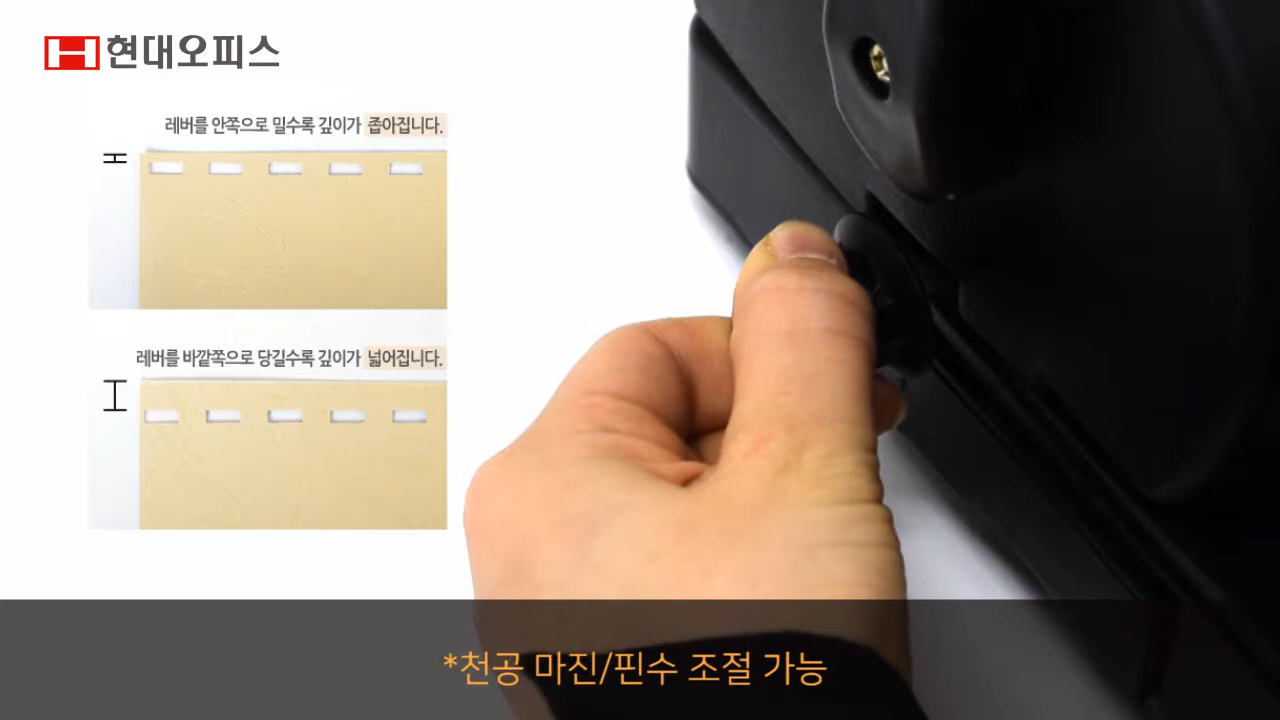 현대오피스
레버를 안쪽으로 밀수록 깊이가 좁아집니다.
레버를 바깥쪽으로 당길수록 깊이가 넓어집니다.
*천공 마진/핀수 조절 가능